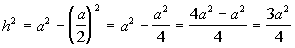 h² = a² - (a/2)² = a² - a²/4 = (4a² - a²)/4 = 3a²/4